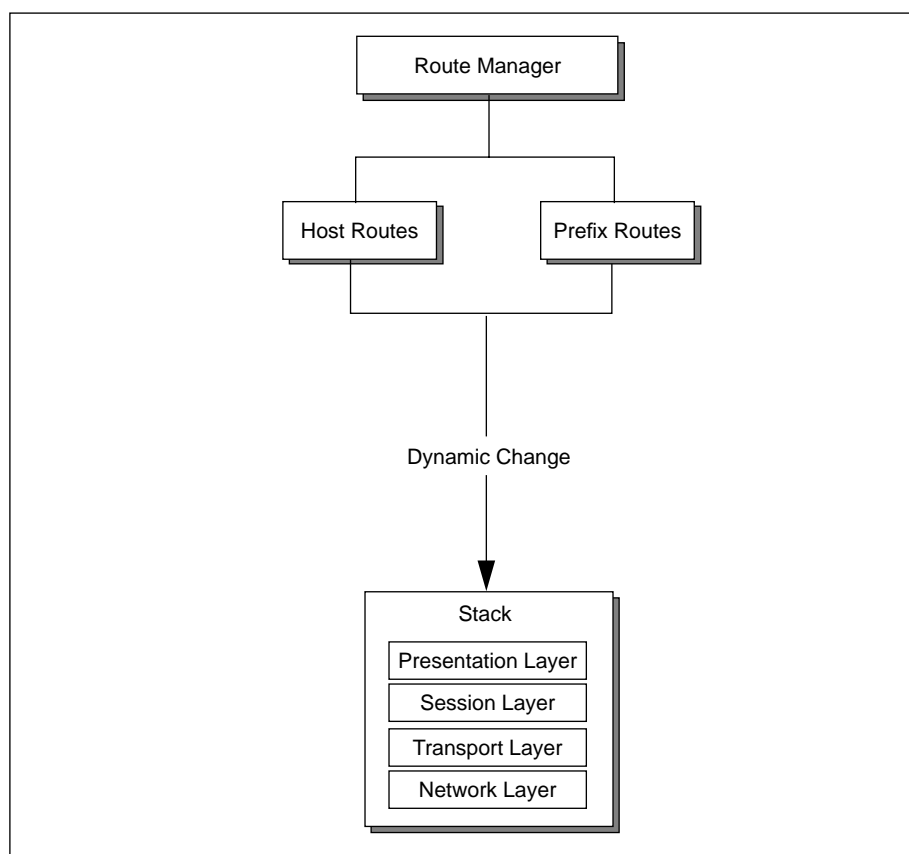 Route Manager
Host Routes
Prefix Routes
Dynamic Change
Stack
Presentation Layer
Session Layer
Transport Layer
Network Layer